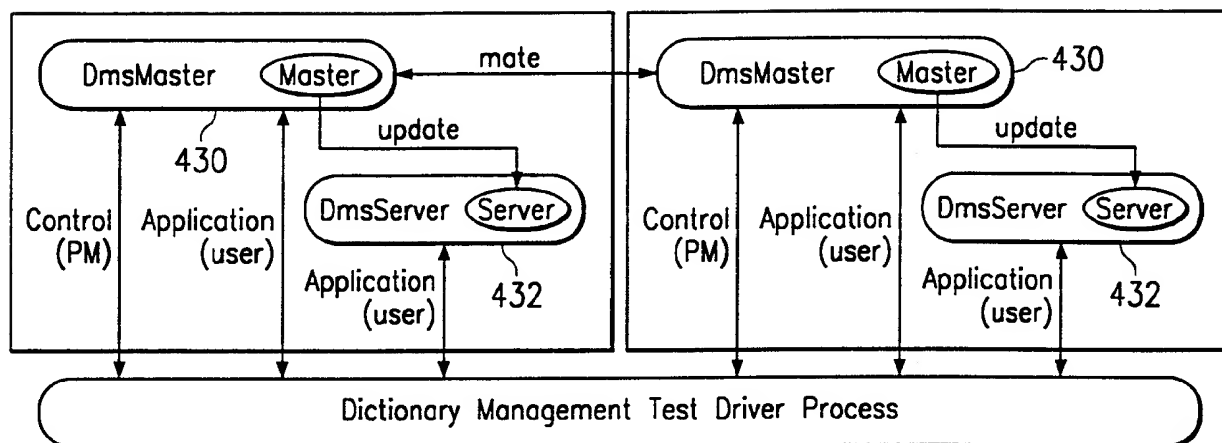 DmsMaster Master
mate
DmsMaster Master
430
430
update
update
Control
(PM)
Application
(user)
DmsServer Server
432
Application
(user)
Control
(PM)
Application
(user)
DmsServer Server
432
Application
(user)
Dictionary Management Test Driver Process